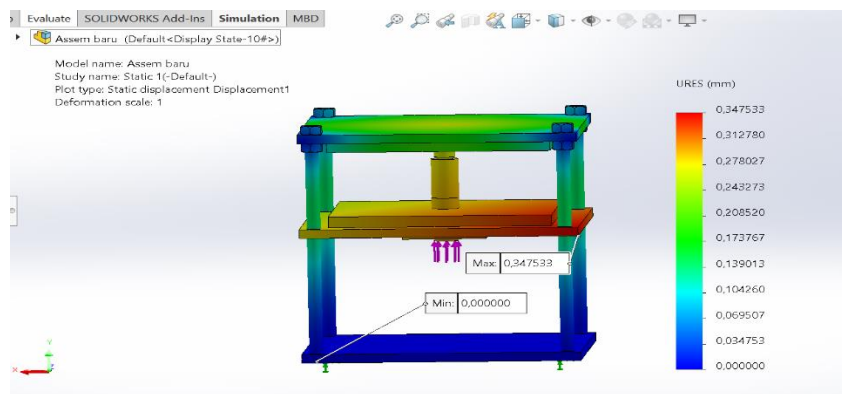 Evaluate SOLIDWORKS Add-Ins Simulation MBD
Assem baru (Default<Display State-10#>)
Model name: Assem baru
Study name: Static 1(-Default-)
Plot type: Static displacement Displacement1
Deformation scale: 1
URES (mm)
0,347533
0,312780
0,278027
0,243273
0,208520
0,173767
0,139013
0,104260
0,069507
0,034753
0,000000
Max: 0,347533
Min: 0,000000
Y
X